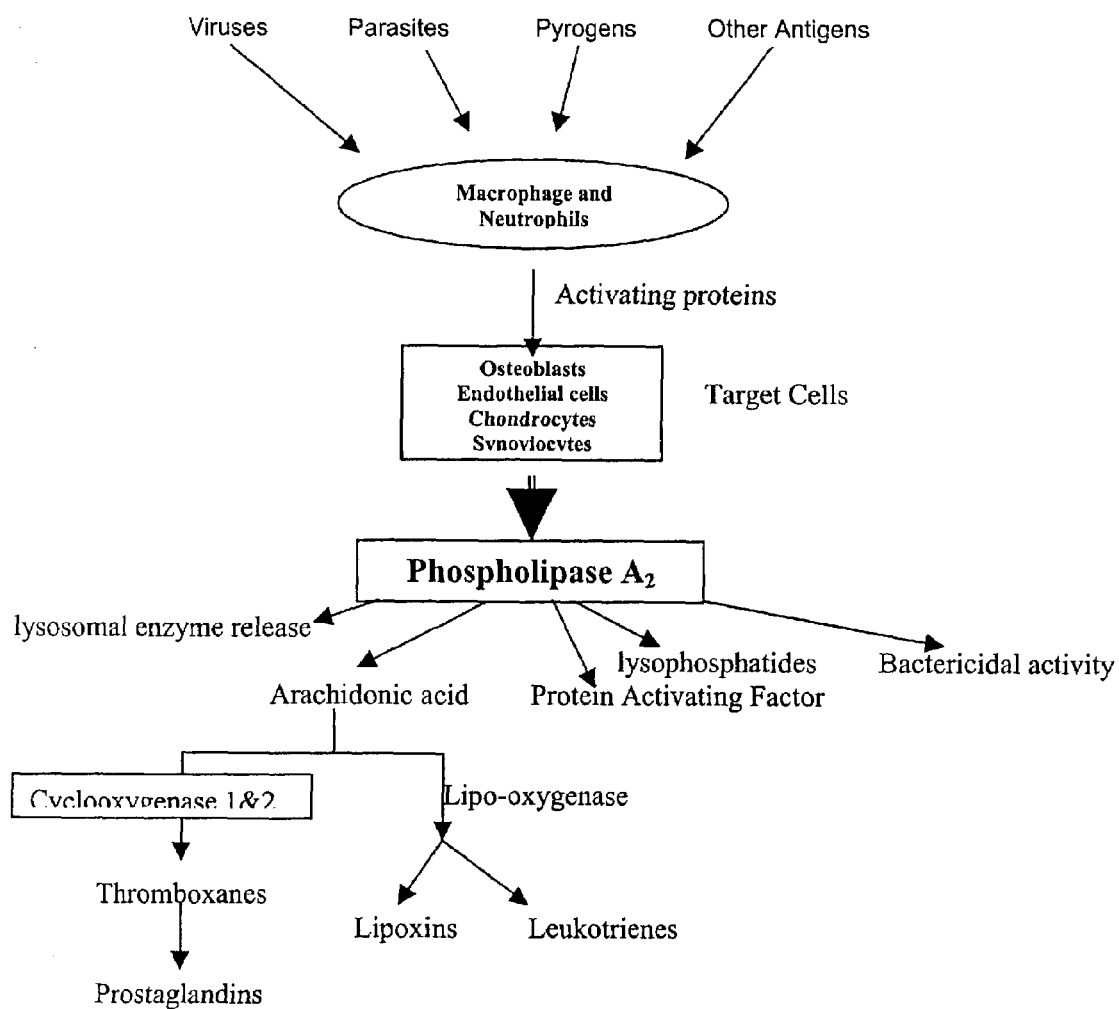 Viruses Parasites Pyrogens Other Antigens
Macrophage and
Neutrophils
Activating proteins
Osteoblasts
Endothelial cells
Chondrocytes
Synoviocytes
Target Cells
Phospholipase A₂
lysosomal enzyme release
lysophosphatides
Bactericidal activity
Arachidonic acid
Protein Activating Factor
Cyclooxygenase 1&2
Lipo-oxygenase
Thromboxanes
Lipoxins
Leukotrienes
Prostaglandins